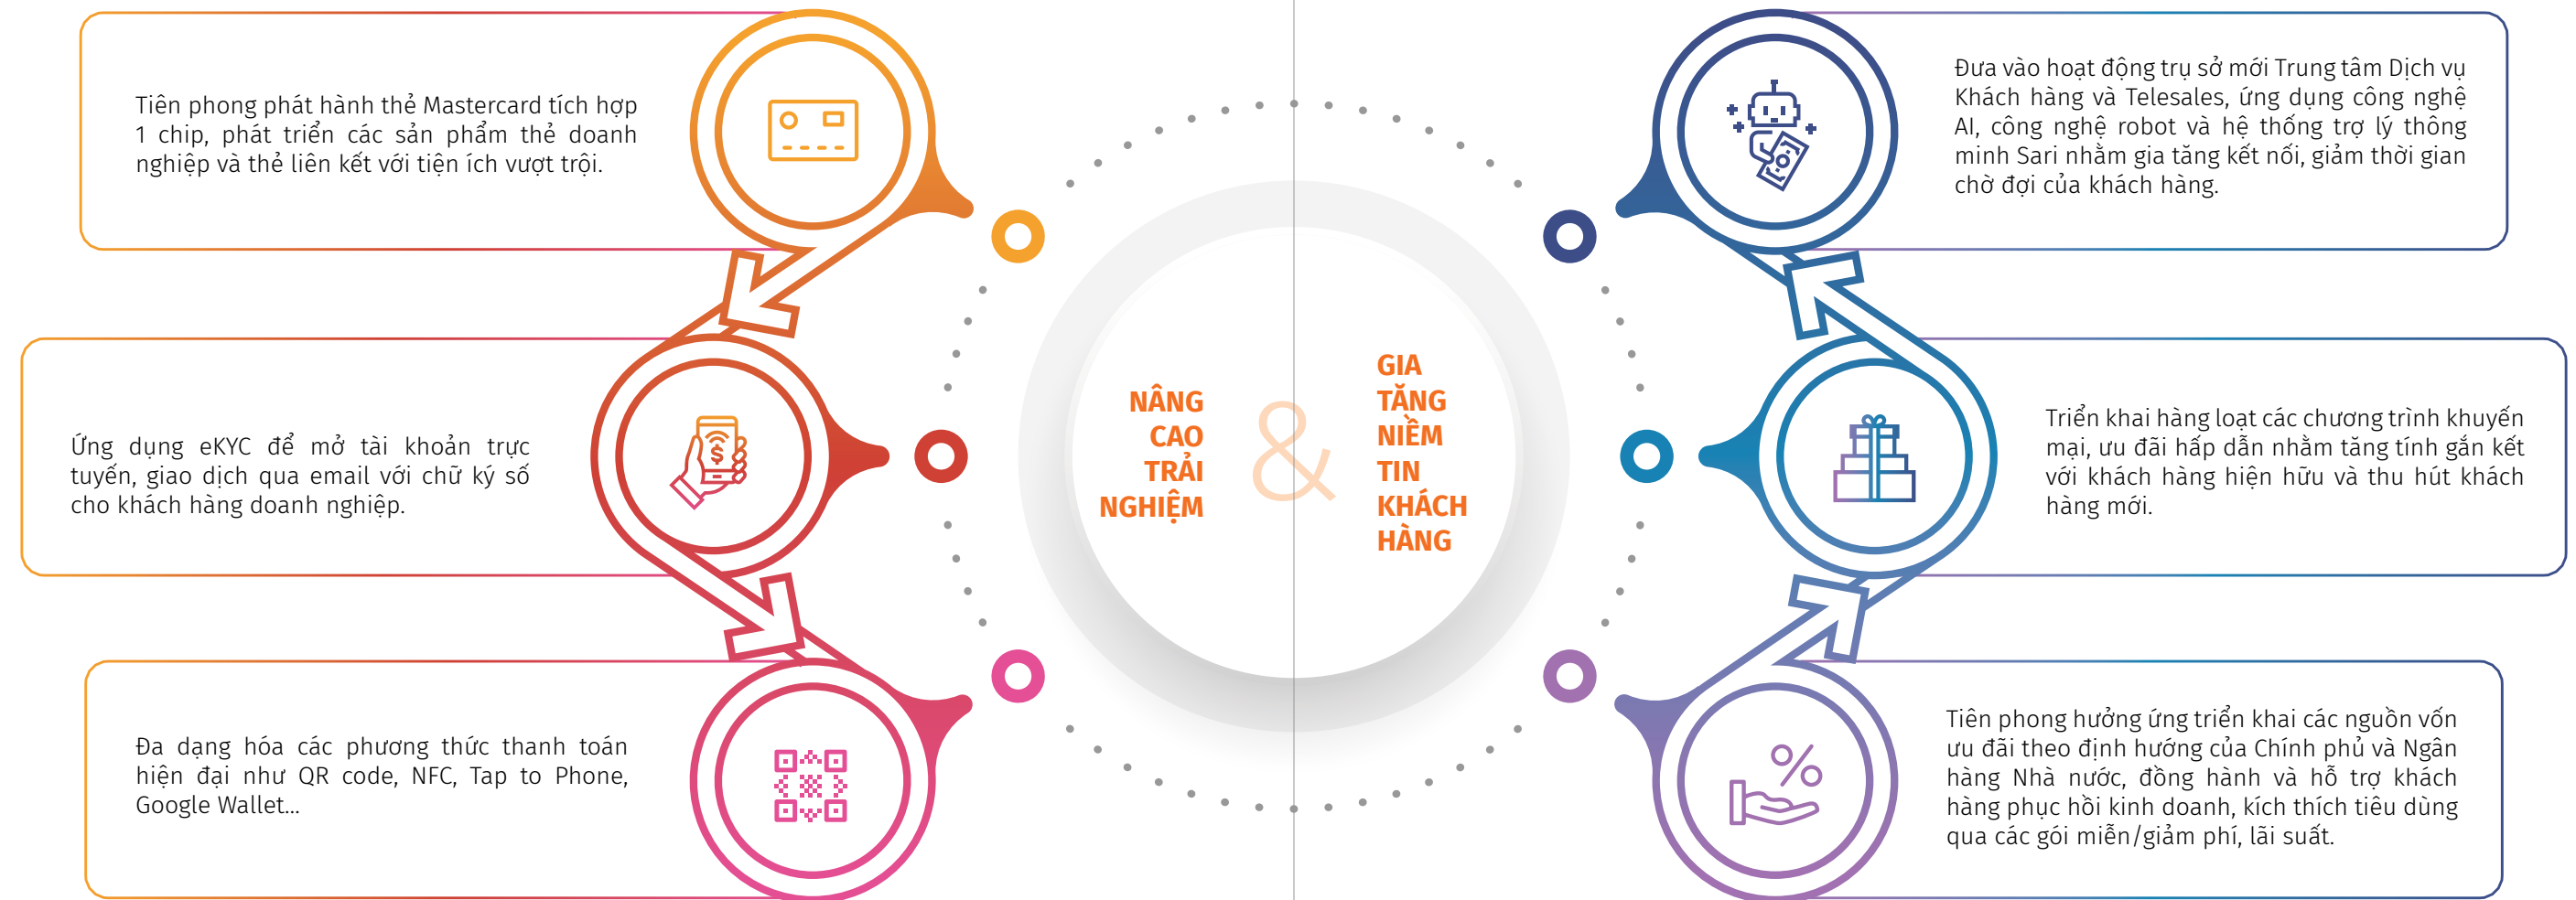 Tiên phong phát hành thẻ Mastercard tích hợp
1 chip, phát triển các sản phẩm thẻ doanh
nghiệp và thẻ liên kết với tiện ích vượt trội.
Ứng dụng eKYC để mở tài khoản trực
tuyến, giao dịch qua email với chữ ký số
cho khách hàng doanh nghiệp.
Đa dạng hóa các phương thức thanh toán
hiện đại như QR code, NFC, Tap to Phone,
Google Wallet...
NÂNG
CAO
TRẢI
NGHIỆM
&
GIA
TĂNG
NIỀM
TIN
KHÁCH
HÀNG
Đưa vào hoạt động trụ sở mới Trung tâm Dịch vụ
Khách hàng và Telesales, ứng dụng công nghệ
AI, công nghệ robot và hệ thống trợ lý thông
minh Sari nhằm gia tăng kết nối, giảm thời gian
chờ đợi của khách hàng.
Triển khai hàng loạt các chương trình khuyến
mại, ưu đãi hấp dẫn nhằm tăng tính gắn kết
với khách hàng hiện hữu và thu hút khách
hàng mới.
Tiên phong hưởng ứng triển khai các nguồn vốn
ưu đãi theo định hướng của Chính phủ và Ngân
hàng Nhà nước, đồng hành và hỗ trợ khách
hàng phục hồi kinh doanh, kích thích tiêu dùng
qua các gói miễn/giảm phí, lãi suất.